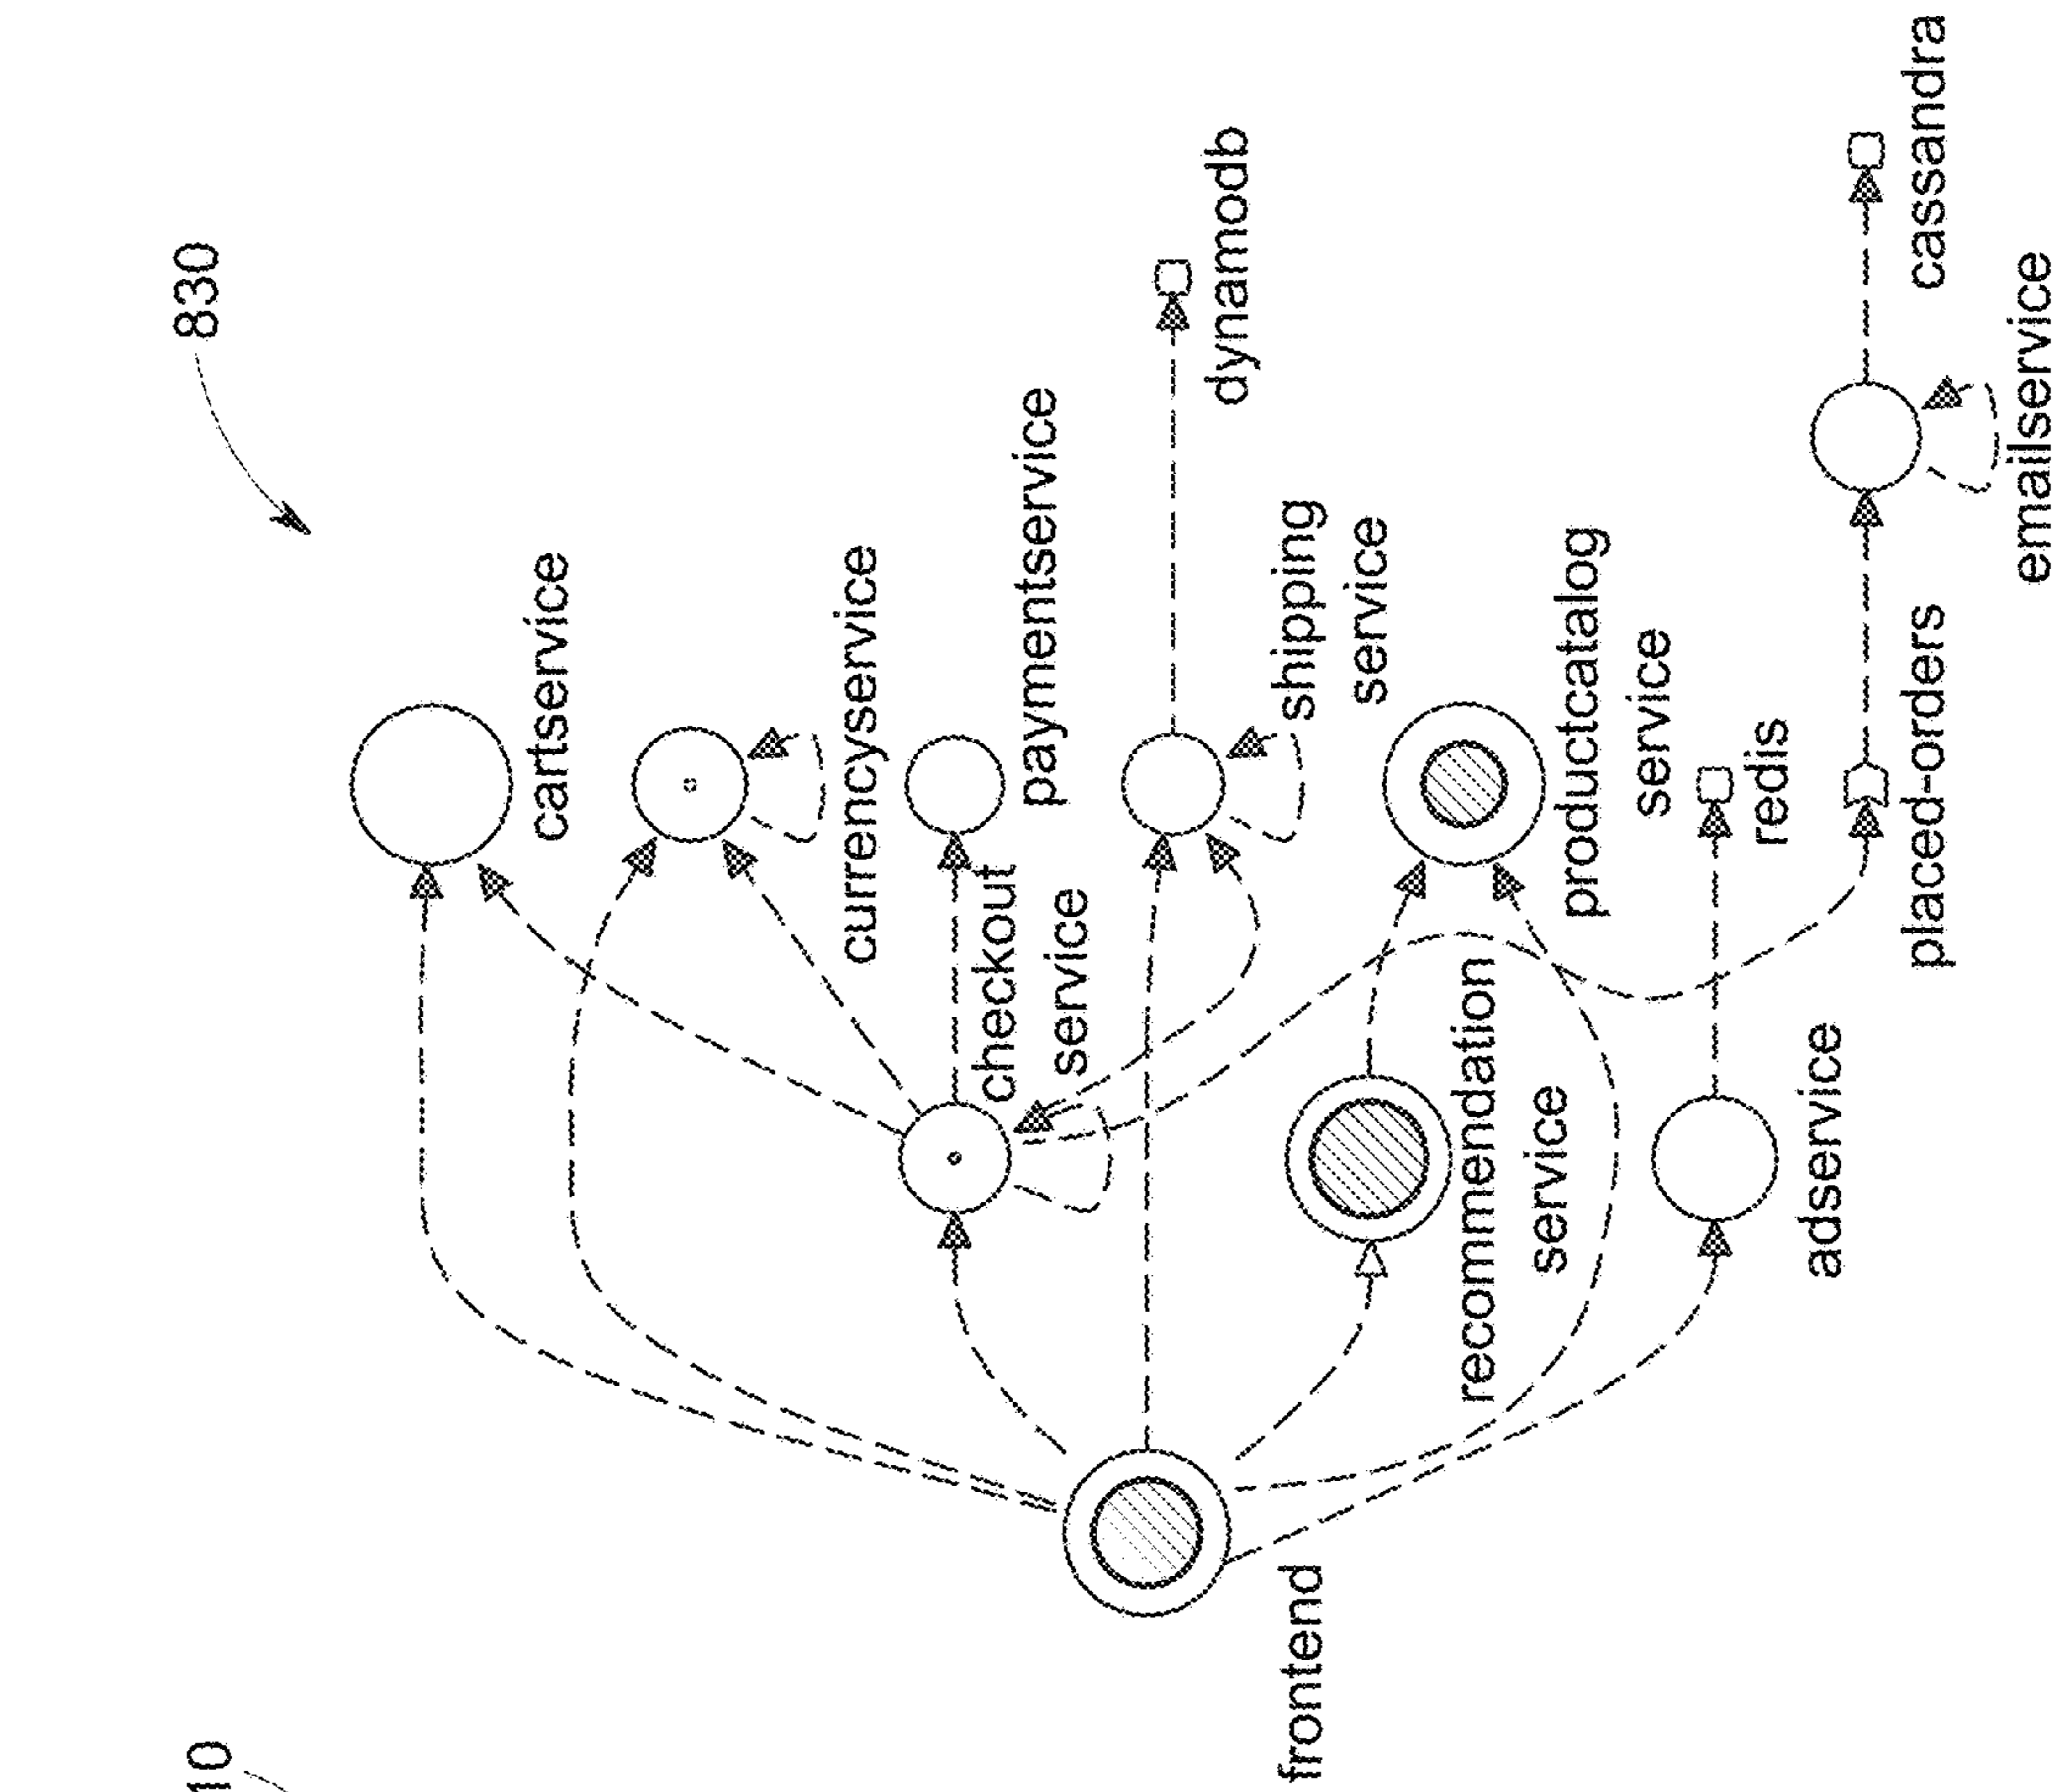 830
10
cartservice
currencyservice
paymentservice
checkout
service
dynamodb
shipping
service
productcatalog
service
recommendation
service
redis
adservice
placed-orders
cassandra
emailservice
frontend